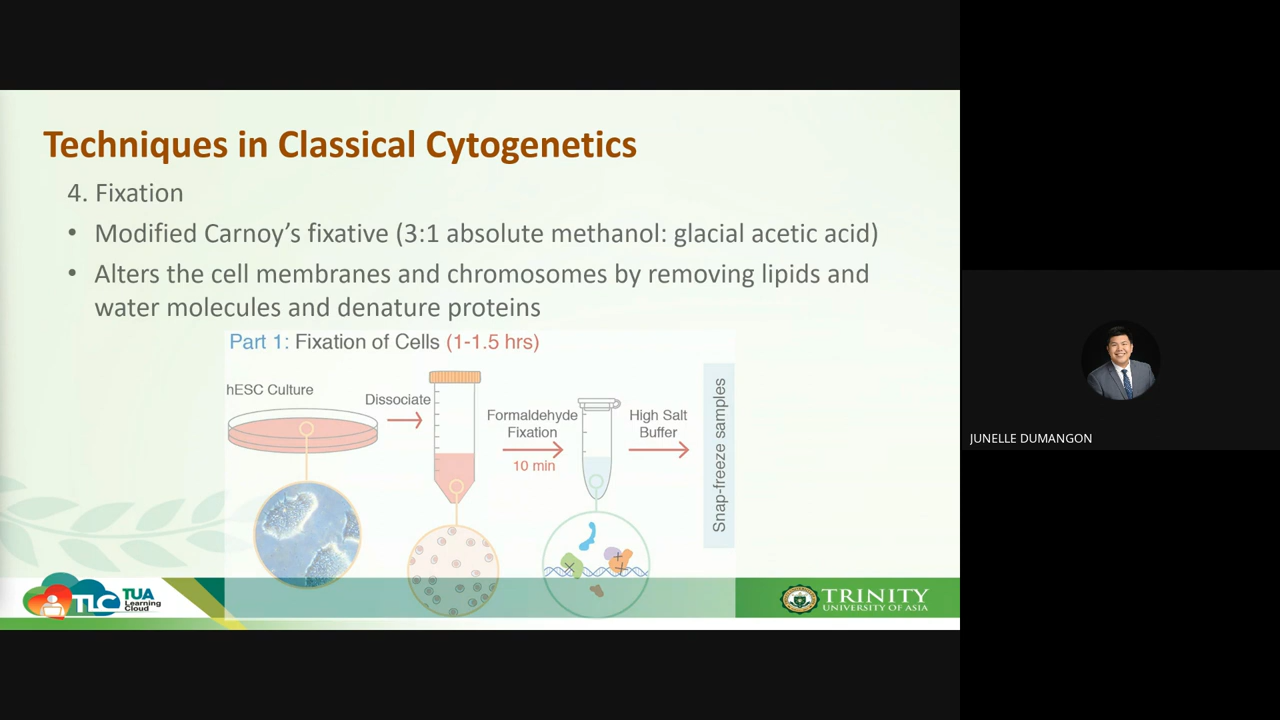 Techniques in Classical Cytogenetics
4. Fixation
• Modified Carnoy’s fixative (3:1 absolute methanol: glacial acetic acid)
• Alters the cell membranes and chromosomes by removing lipids and
water molecules and denature proteins
Part 1: Fixation of Cells (1-1.5 hrs)
hESC Culture
Dissociate
Formaldehyde
Fixation
10 min
High Salt
Buffer
Snap-freeze samples
TLC
TUA
Learning
Cloud
TRINITY
UNIVERSITY OF ASIA
JUNELLE DUMANGON